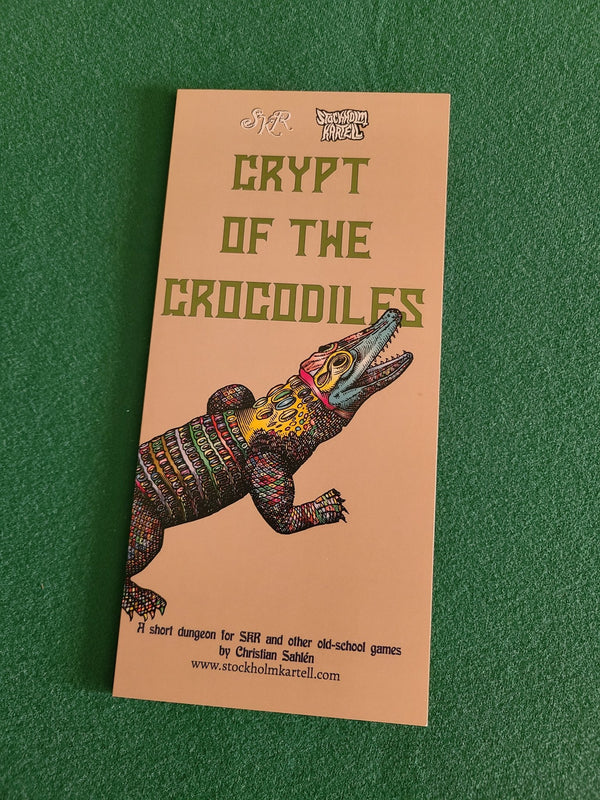 SKR
STOCKHOLM
KARTELL
CRYPT
OF THE
CROCODILES
A short dungeon for SKR and other old-school games
by Christian Sahlén
www.stockholmkartell.com